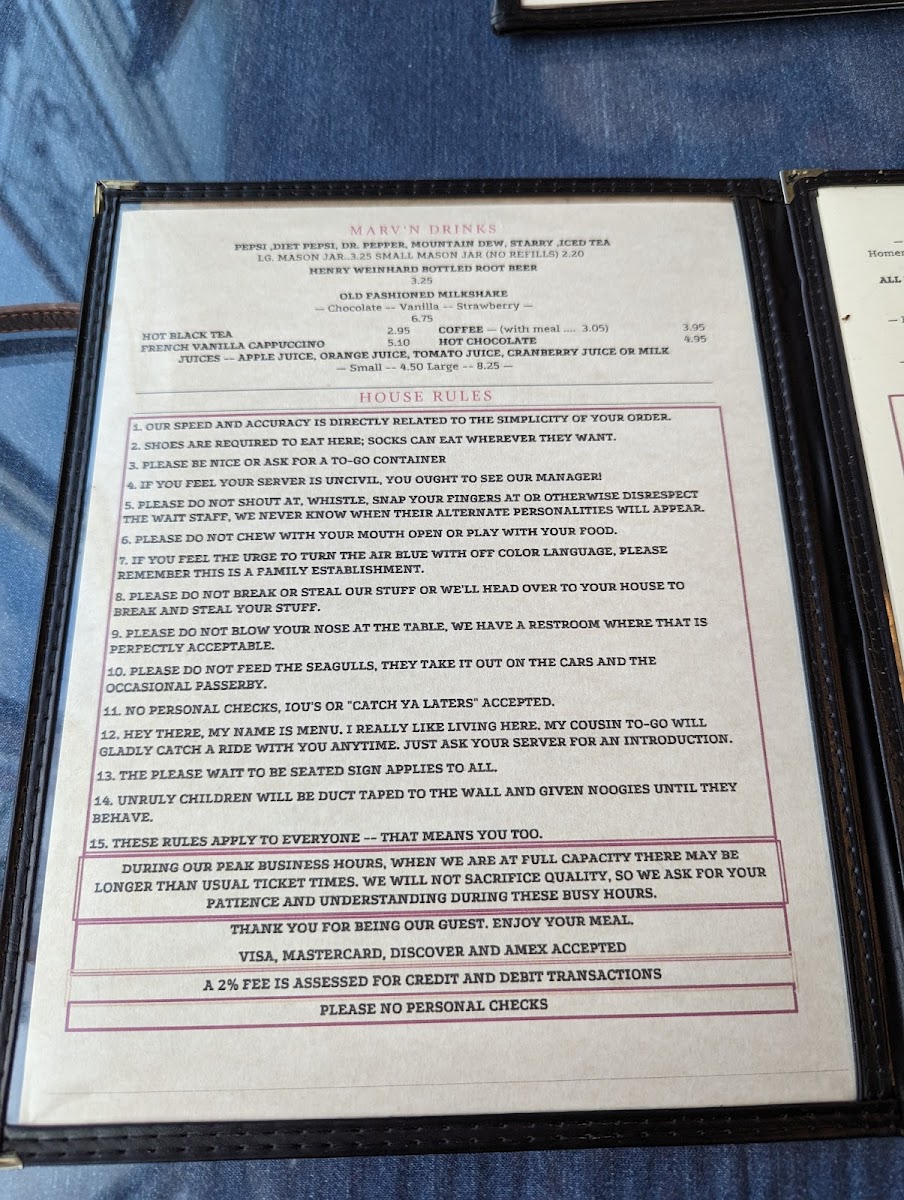 MARV'N DRINKS
PEPSI ,DIET PEPSI, DR. PEPPER, MOUNTAIN DEW, STARRY ,ICED TEA
LG. MASON JAR..3.25 SMALL MASON JAR (NO REFILLS) 2.20
HENRY WEINHARD BOTTLED ROOT BEER
3.25
OLD FASHIONED MILKSHAKE
— Chocolate -- Vanilla -- Strawberry —
6.75
HOT BLACK TEA 2.95 COFFEE — (with meal .... 3.05) 3.95
FRENCH VANILLA CAPPUCCINO 5.10 HOT CHOCOLATE 4.95
JUICES -- APPLE JUICE, ORANGE JUICE, TOMATO JUICE, CRANBERRY JUICE OR MILK
— Small -- 4.50 Large -- 8.25 —
HOUSE RULES
1. OUR SPEED AND ACCURACY IS DIRECTLY RELATED TO THE SIMPLICITY OF YOUR ORDER.
2. SHOES ARE REQUIRED TO EAT HERE; SOCKS CAN EAT WHEREVER THEY WANT.
3. PLEASE BE NICE OR ASK FOR A TO-GO CONTAINER
4. IF YOU FEEL YOUR SERVER IS UNCIVIL, YOU OUGHT TO SEE OUR MANAGER!
5. PLEASE DO NOT SHOUT AT, WHISTLE, SNAP YOUR FINGERS AT OR OTHERWISE DISRESPECT
THE WAIT STAFF, WE NEVER KNOW WHEN THEIR ALTERNATE PERSONALITIES WILL APPEAR.
6. PLEASE DO NOT CHEW WITH YOUR MOUTH OPEN OR PLAY WITH YOUR FOOD.
7. IF YOU FEEL THE URGE TO TURN THE AIR BLUE WITH OFF COLOR LANGUAGE, PLEASE
REMEMBER THIS IS A FAMILY ESTABLISHMENT.
8. PLEASE DO NOT BREAK OR STEAL OUR STUFF OR WE'LL HEAD OVER TO YOUR HOUSE TO
BREAK AND STEAL YOUR STUFF.
9. PLEASE DO NOT BLOW YOUR NOSE AT THE TABLE, WE HAVE A RESTROOM WHERE THAT IS
PERFECTLY ACCEPTABLE.
10. PLEASE DO NOT FEED THE SEAGULLS, THEY TAKE IT OUT ON THE CARS AND THE
OCCASIONAL PASSERBY.
11. NO PERSONAL CHECKS, IOU'S OR "CATCH YA LATERS" ACCEPTED.
12. HEY THERE, MY NAME IS MENU. I REALLY LIKE LIVING HERE. MY COUSIN TO-GO WILL
GLADLY CATCH A RIDE WITH YOU ANYTIME. JUST ASK YOUR SERVER FOR AN INTRODUCTION.
13. THE PLEASE WAIT TO BE SEATED SIGN APPLIES TO ALL.
14. UNRULY CHILDREN WILL BE DUCT TAPED TO THE WALL AND GIVEN NOOGIES UNTIL THEY
BEHAVE.
15. THESE RULES APPLY TO EVERYONE -- THAT MEANS YOU TOO.
DURING OUR PEAK BUSINESS HOURS, WHEN WE ARE AT FULL CAPACITY THERE MAY BE
LONGER THAN USUAL TICKET TIMES. WE WILL NOT SACRIFICE QUALITY, SO WE ASK FOR YOUR
PATIENCE AND UNDERSTANDING DURING THESE BUSY HOURS.
THANK YOU FOR BEING OUR GUEST. ENJOY YOUR MEAL.
VISA, MASTERCARD, DISCOVER AND AMEX ACCEPTED
A 2% FEE IS ASSESSED FOR CREDIT AND DEBIT TRANSACTIONS
PLEASE NO PERSONAL CHECKS
ALL